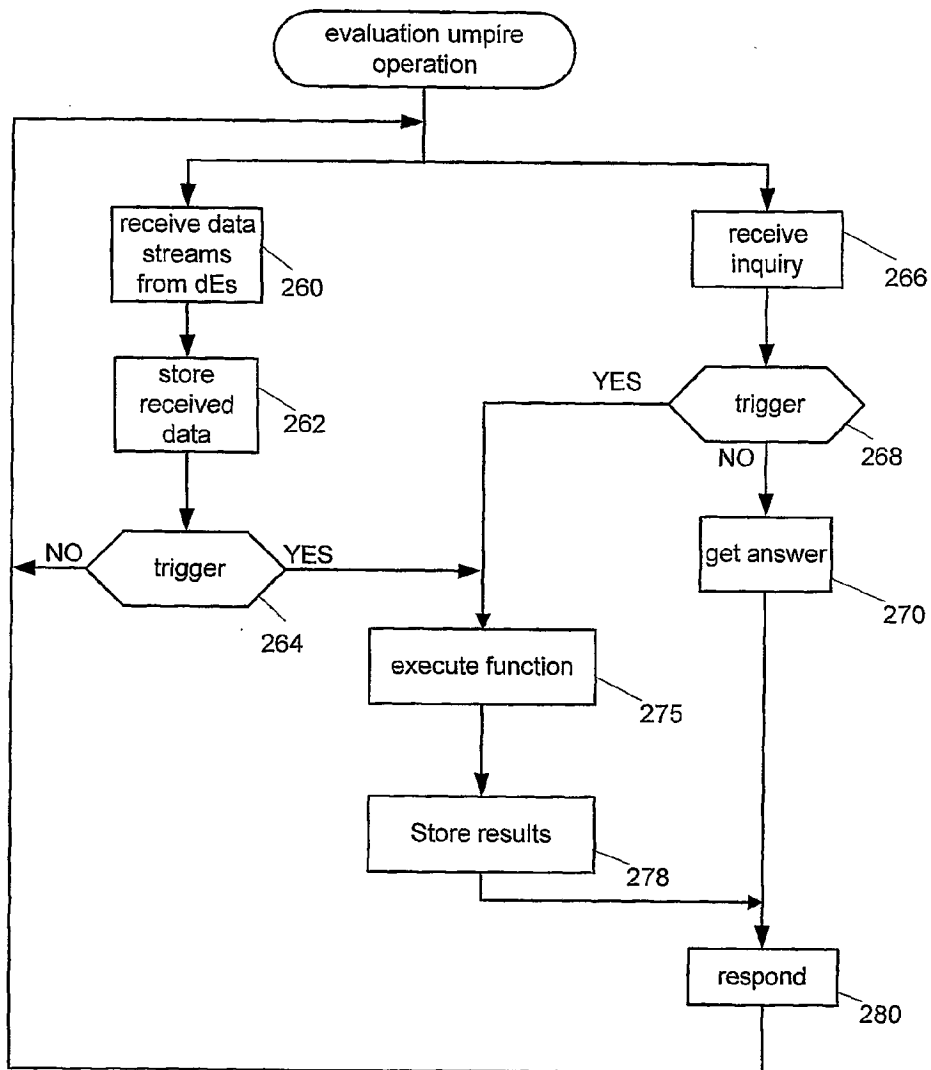 evaluation umpire
operation
receive data
streams
from dEs
260
receive
inquiry
266
store
received
data
262
YES
trigger
268
NO
NO
trigger
YES
264
get answer
270
execute function
275
Store results
278
respond
280